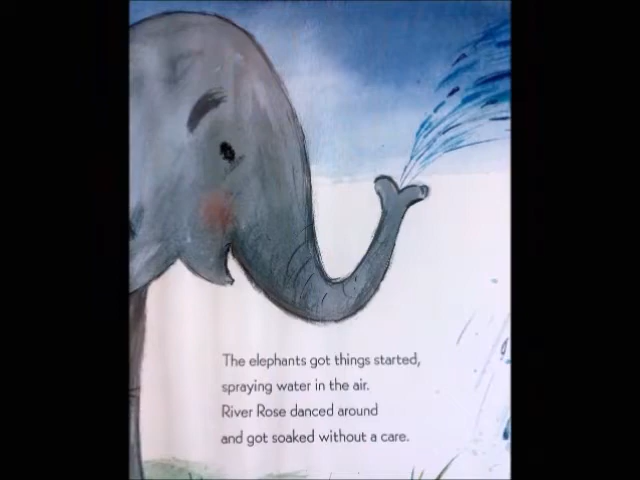 The elephants got things started,
spraying water in the air.
River Rose danced around
and got soaked without a care.